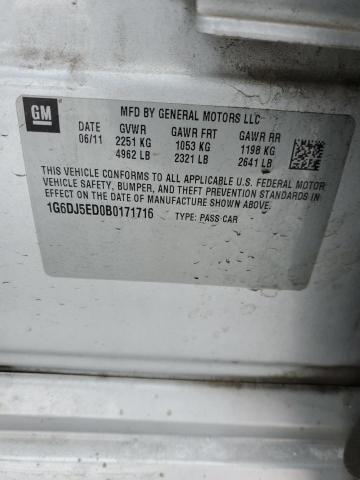 GM
MFD BY GENERAL MOTORS LLC
DATE GVWR GAWR FRT GAWR RR
06/11 2251 KG 1053 KG 1198 KG
4962 LB 2321 LB 2641 LB
THIS VEHICLE CONFORMS TO ALL APPLICABLE U.S. FEDERAL MOTOR
VEHICLE SAFETY, BUMPER, AND THEFT PREVENTION STANDARDS IN
EFFECT ON THE DATE OF MANUFACTURE SHOWN ABOVE.
1G6DJ5ED0B0171716 TYPE: PASS CAR